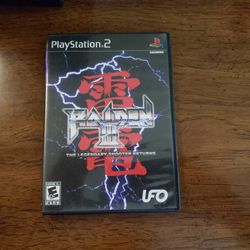 PlayStation 2
雷
RAIDEN
III
THE LEGENDARY SHOOTER RETURNS
電
E
UFO